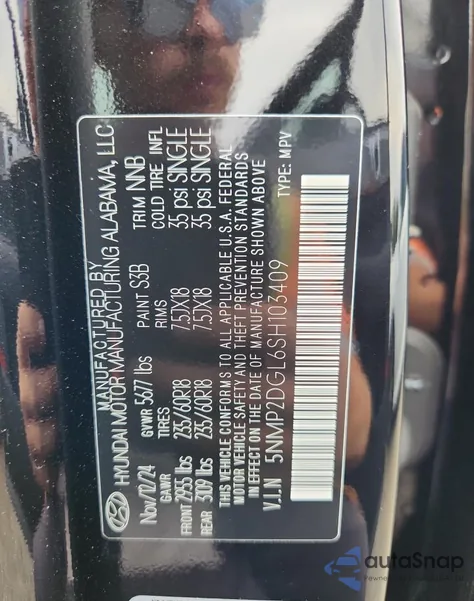 MANUFACTURED BY
HYUNDAI MOTOR MANUFACTURING ALABAMA, LLC
Nov/12/24 GVWR 5677 lbs PAINT S3B TRIM NNB
GAWR TIRES RIMS COLD TIRE INFL
FRONT 2955 lbs 235/60R18 7.5JX18 35 psi SINGLE
REAR 3109 lbs 235/60R18 7.5JX18 35 psi SINGLE
THIS VEHICLE CONFORMS TO ALL APPLICABLE U.S.A. FEDERAL
MOTOR VEHICLE SAFETY AND THEFT PREVENTION STANDARDS
IN EFFECT ON THE DATE OF MANUFACTURE SHOWN ABOVE
V.I.N 5NMP2DGL6SH103409 TYPE: MPV
autoSnap